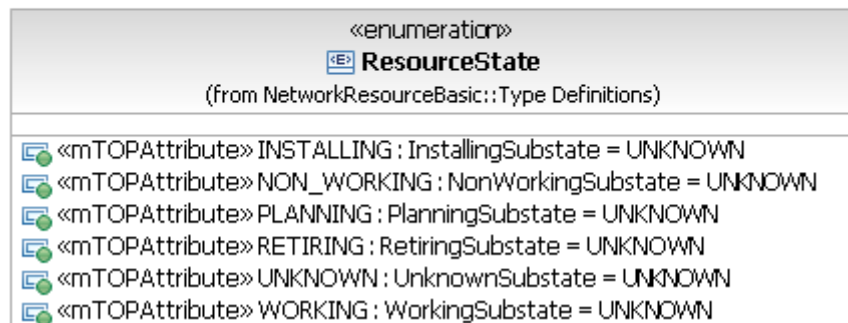 «enumeration»
<E> ResourceState
(from NetworkResourceBasic::Type Definitions)
«mTOPAttribute» INSTALLING : InstallingSubstate = UNKNOWN
«mTOPAttribute» NON_WORKING : NonWorkingSubstate = UNKNOWN
«mTOPAttribute» PLANNING : PlanningSubstate = UNKNOWN
«mTOPAttribute» RETIRING : RetiringSubstate = UNKNOWN
«mTOPAttribute» UNKNOWN : UnknownSubstate = UNKNOWN
«mTOPAttribute» WORKING : WorkingSubstate = UNKNOWN